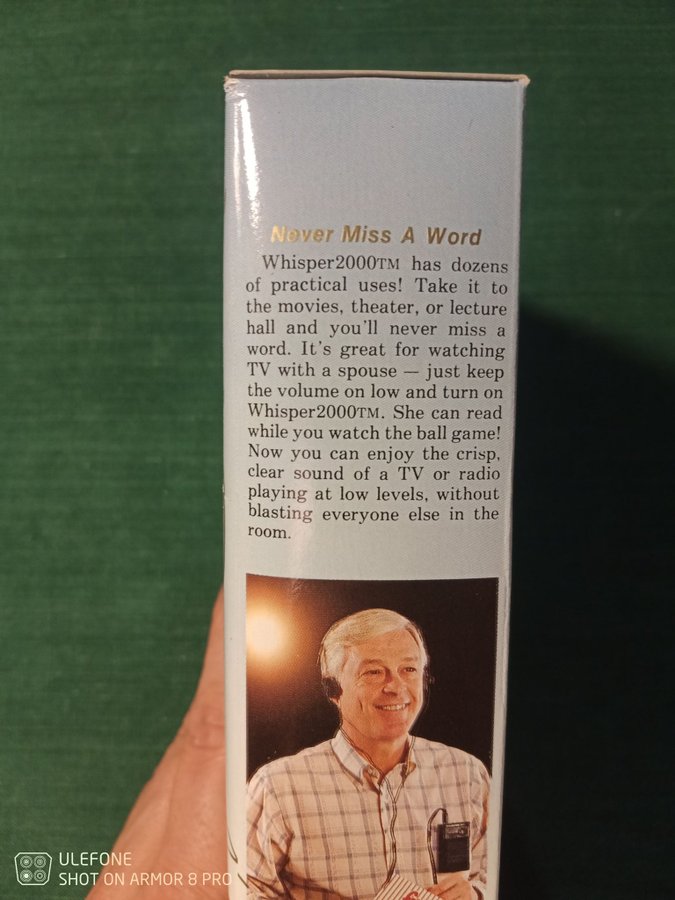 Never Miss A Word
Whisper2000TM has dozens
of practical uses! Take it to
the movies, theater, or lecture
hall and you'll never miss a
word. It's great for watching
TV with a spouse — just keep
the volume on low and turn on
Whisper2000TM. She can read
while you watch the ball game!
Now you can enjoy the crisp,
clear sound of a TV or radio
playing at low levels, without
blasting everyone else in the
room.
ULEFONE
SHOT ON ARMOR 8 PRO